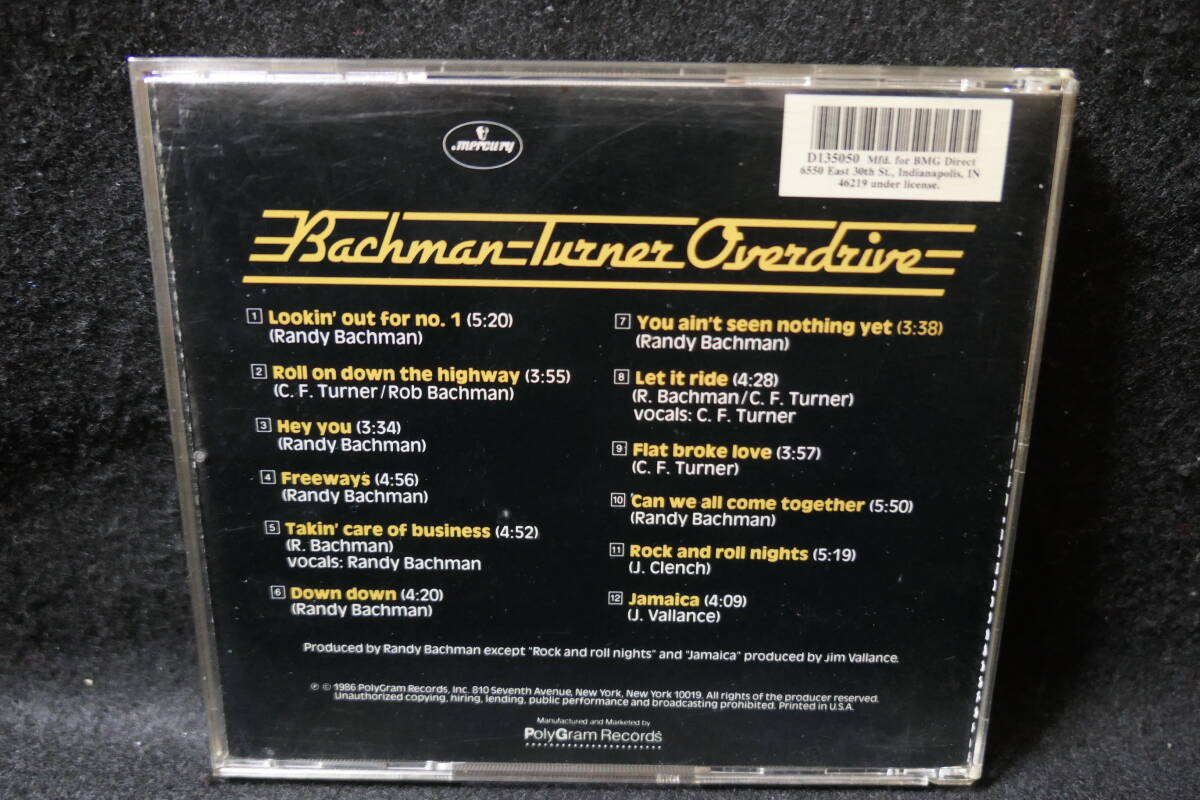 mercury
D135050 Mfd. for BMG Direct
6550 East 30th St., Indianapolis, IN
46219 under license.
Bachman-Turner Overdrive
1 Lookin' out for no. 1 (5:20)
(Randy Bachman)
2 Roll on down the highway (3:55)
(C. F. Turner/Rob Bachman)
3 Hey you (3:34)
(Randy Bachman)
4 Freeways (4:56)
(Randy Bachman)
5 Takin' care of business (4:52)
(R. Bachman)
vocals: Randy Bachman
6 Down down (4:20)
(Randy Bachman)
7 You ain't seen nothing yet (3:38)
(Randy Bachman)
8 Let it ride (4:28)
(R. Bachman/C. F. Turner)
vocals: C. F. Turner
9 Flat broke love (3:57)
(C. F. Turner)
10 Can we all come together (5:50)
(Randy Bachman)
11 Rock and roll nights (5:19)
(J. Clench)
12 Jamaica (4:09)
(J. Vallance)
Produced by Randy Bachman except "Rock and roll nights" and "Jamaica" produced by Jim Vallance.
℗ © 1986 PolyGram Records, Inc. 810 Seventh Avenue, New York, New York 10019. All rights of the producer reserved.
Unauthorized copying, hiring, lending, public performance and broadcasting prohibited. Printed in U.S.A.
Manufactured and Marketed by
PolyGram Records